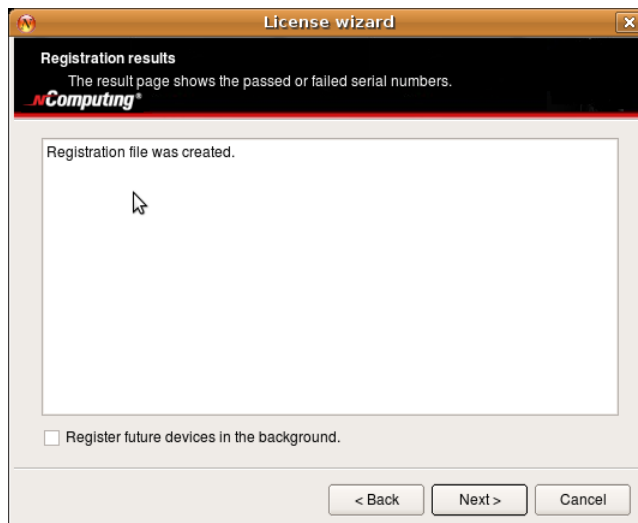 License wizard
Registration results
The result page shows the passed or failed serial numbers.
NComputing®
Registration file was created.
Register future devices in the background.
< Back
Next >
Cancel